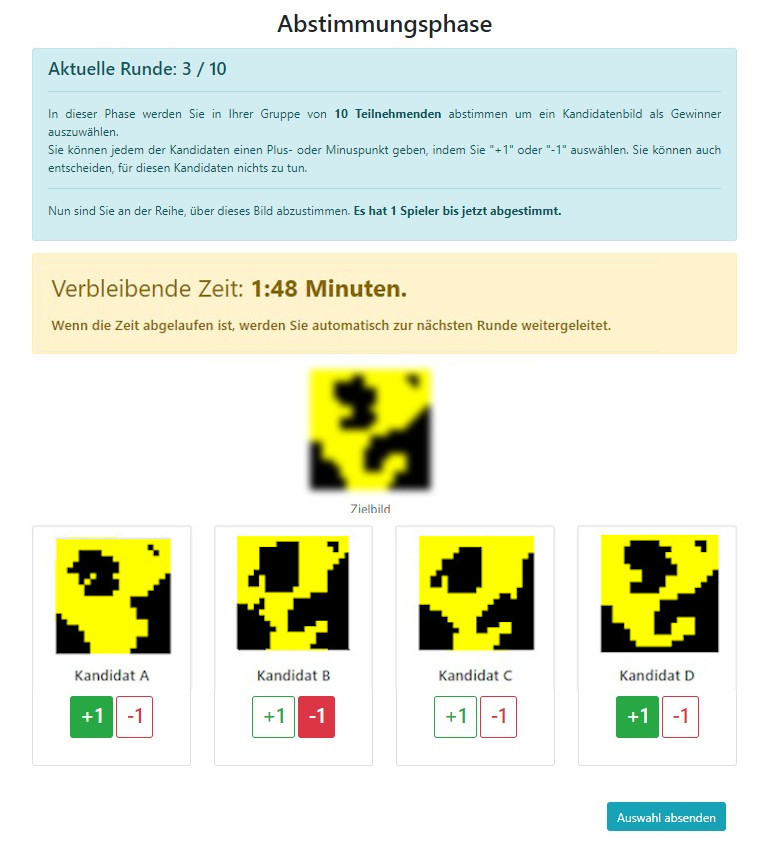 Abstimmungsphase
Aktuelle Runde: 3 / 10
In dieser Phase werden Sie in Ihrer Gruppe von 10 Teilnehmenden abstimmen um ein Kandidatenbild als Gewinner
auszuwählen.
Sie können jedem der Kandidaten einen Plus- oder Minuspunkt geben, indem Sie "+1" oder "-1" auswählen. Sie können auch
entscheiden, für diesen Kandidaten nichts zu tun.
Nun sind Sie an der Reihe, über dieses Bild abzustimmen. Es hat 1 Spieler bis jetzt abgestimmt.
Verbleibende Zeit: 1:48 Minuten.
Wenn die Zeit abgelaufen ist, werden Sie automatisch zur nächsten Runde weitergeleitet.
Zielbild
Kandidat A
+1 -1
Kandidat B
+1 -1
Kandidat C
+1 -1
Kandidat D
+1 -1
Auswahl absenden